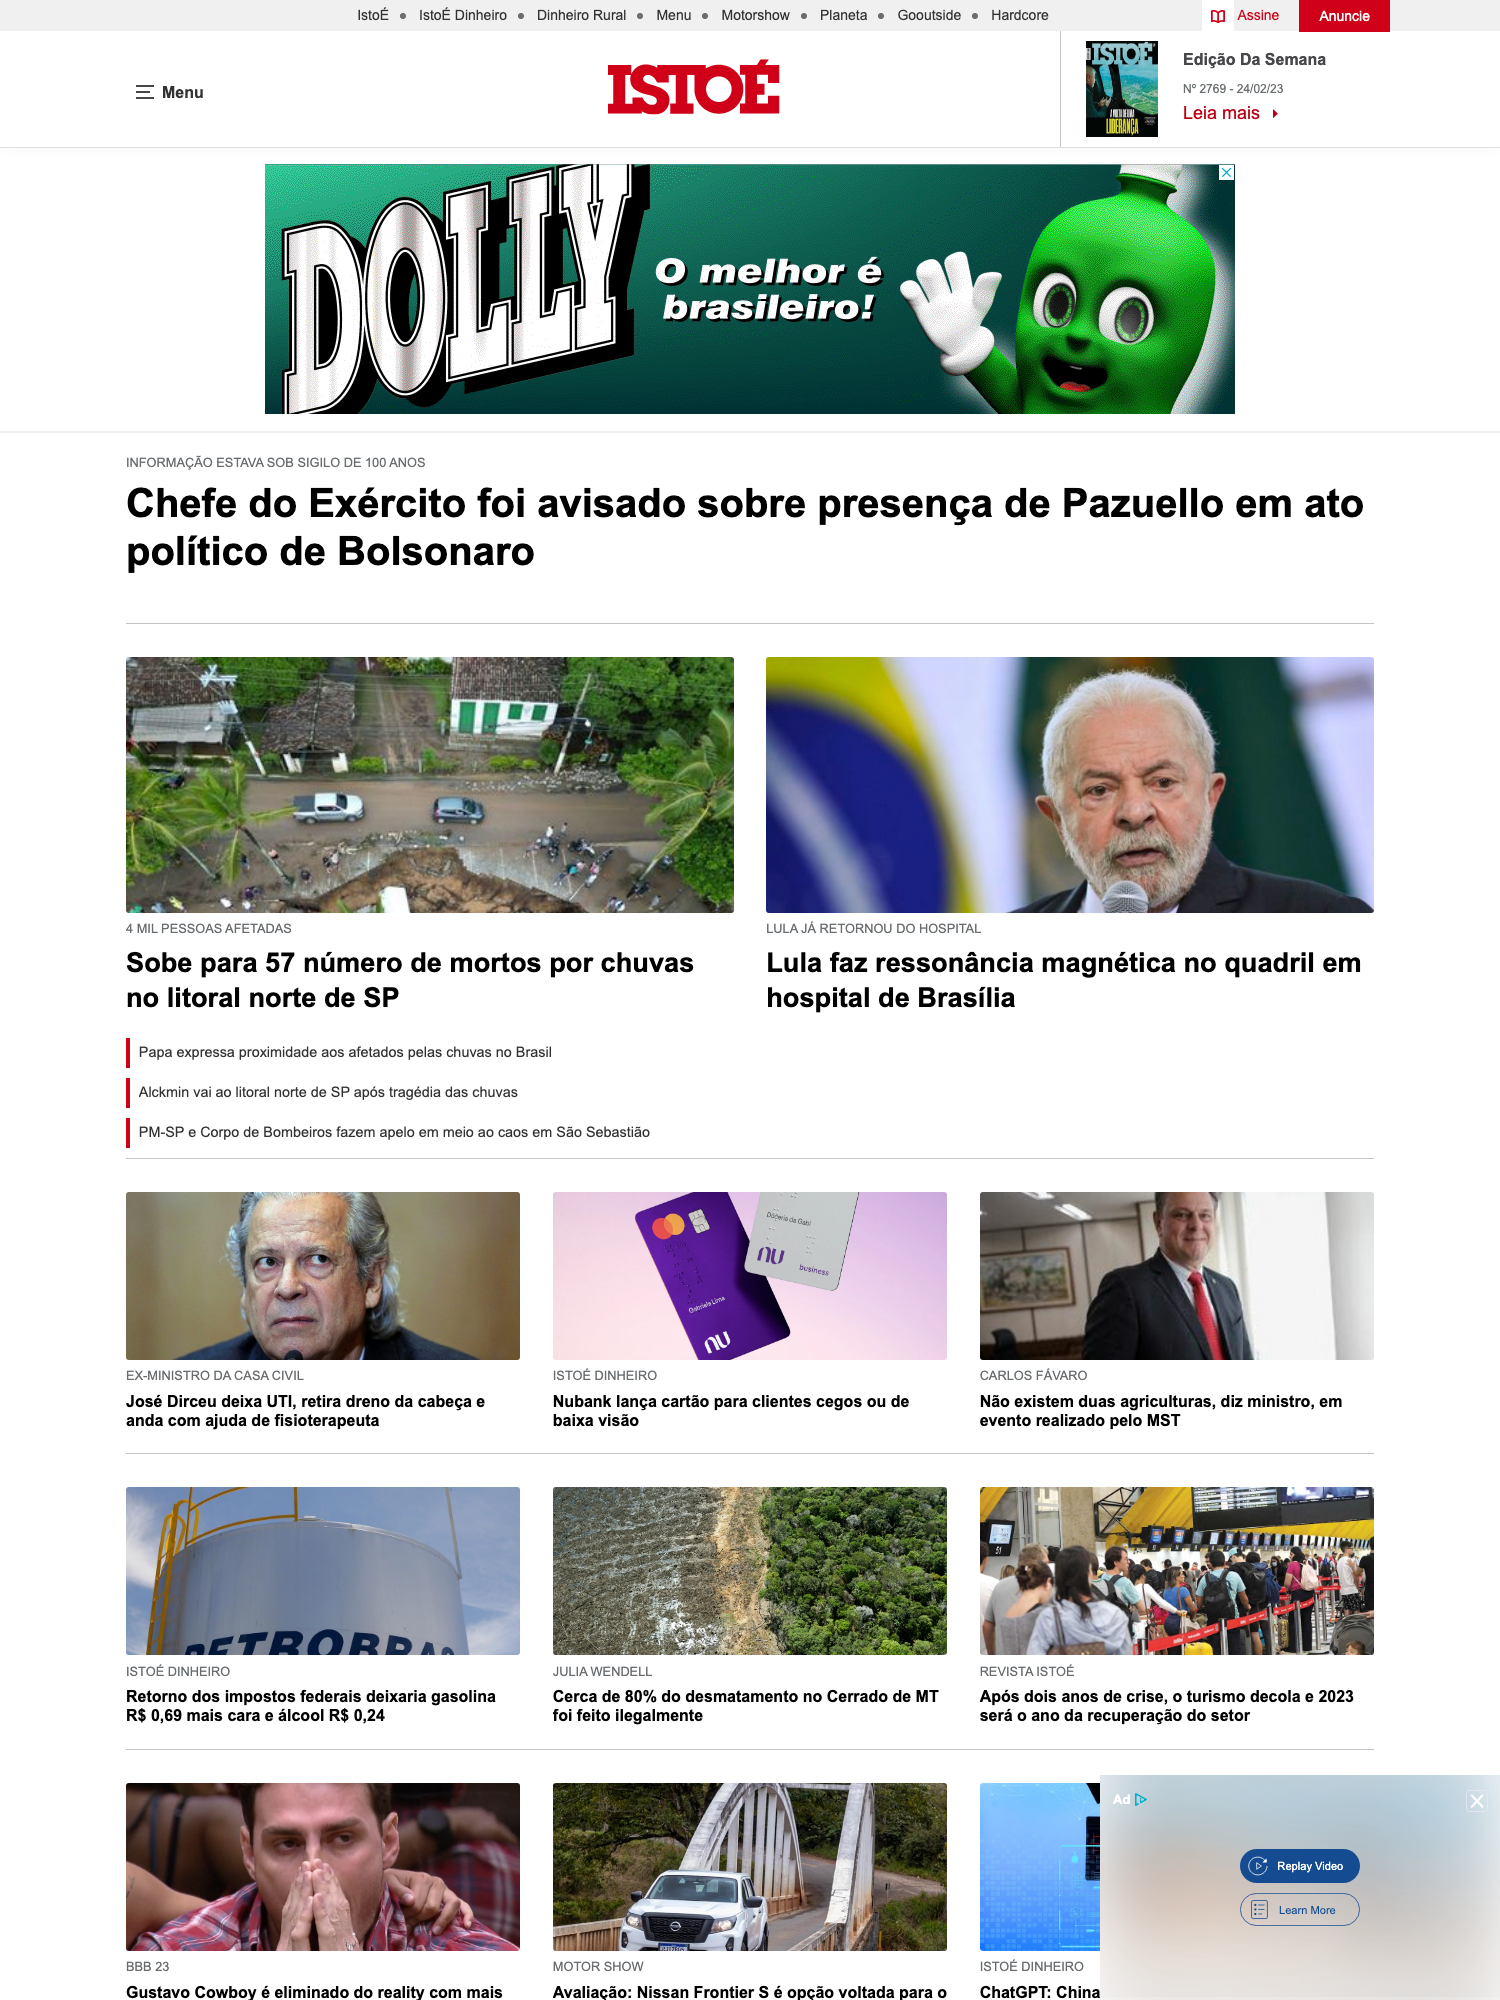 IstoÉ • IstoÉ Dinheiro • Dinheiro Rural • Menu • Motorshow • Planeta • Gooutside • Hardcore
Assine
Anuncie
Menu
ISTOÉ
ISTOÉ
LIDERANÇA
Edição Da Semana
Nº 2769 - 24/02/23
Leia mais
DOLLY
O melhor é
brasileiro!
INFORMAÇÃO ESTAVA SOB SIGILO DE 100 ANOS
Chefe do Exército foi avisado sobre presença de Pazuello em ato
político de Bolsonaro
4 MIL PESSOAS AFETADAS
Sobe para 57 número de mortos por chuvas
no litoral norte de SP
Papa expressa proximidade aos afetados pelas chuvas no Brasil
Alckmin vai ao litoral norte de SP após tragédia das chuvas
PM-SP e Corpo de Bombeiros fazem apelo em meio ao caos em São Sebastião
LULA JÁ RETORNOU DO HOSPITAL
Lula faz ressonância magnética no quadril em
hospital de Brasília
EX-MINISTRO DA CASA CIVIL
José Dirceu deixa UTI, retira dreno da cabeça e
anda com ajuda de fisioterapeuta
Doceria da Gabi
nu
business
Gabriela Lima
nu
ISTOÉ DINHEIRO
Nubank lança cartão para clientes cegos ou de
baixa visão
CARLOS FÁVARO
Não existem duas agriculturas, diz ministro, em
evento realizado pelo MST
PETROBRAS
ISTOÉ DINHEIRO
Retorno dos impostos federais deixaria gasolina
R$ 0,69 mais cara e álcool R$ 0,24
JULIA WENDELL
Cerca de 80% do desmatamento no Cerrado de MT
foi feito ilegalmente
51
REVISTA ISTOÉ
Após dois anos de crise, o turismo decola e 2023
será o ano da recuperação do setor
BBB 23
Gustavo Cowboy é eliminado do reality com mais
MOTOR SHOW
Avaliação: Nissan Frontier S é opção voltada para o
ISTOÉ DINHEIRO
ChatGPT: China
Ad
Replay Video
Learn More